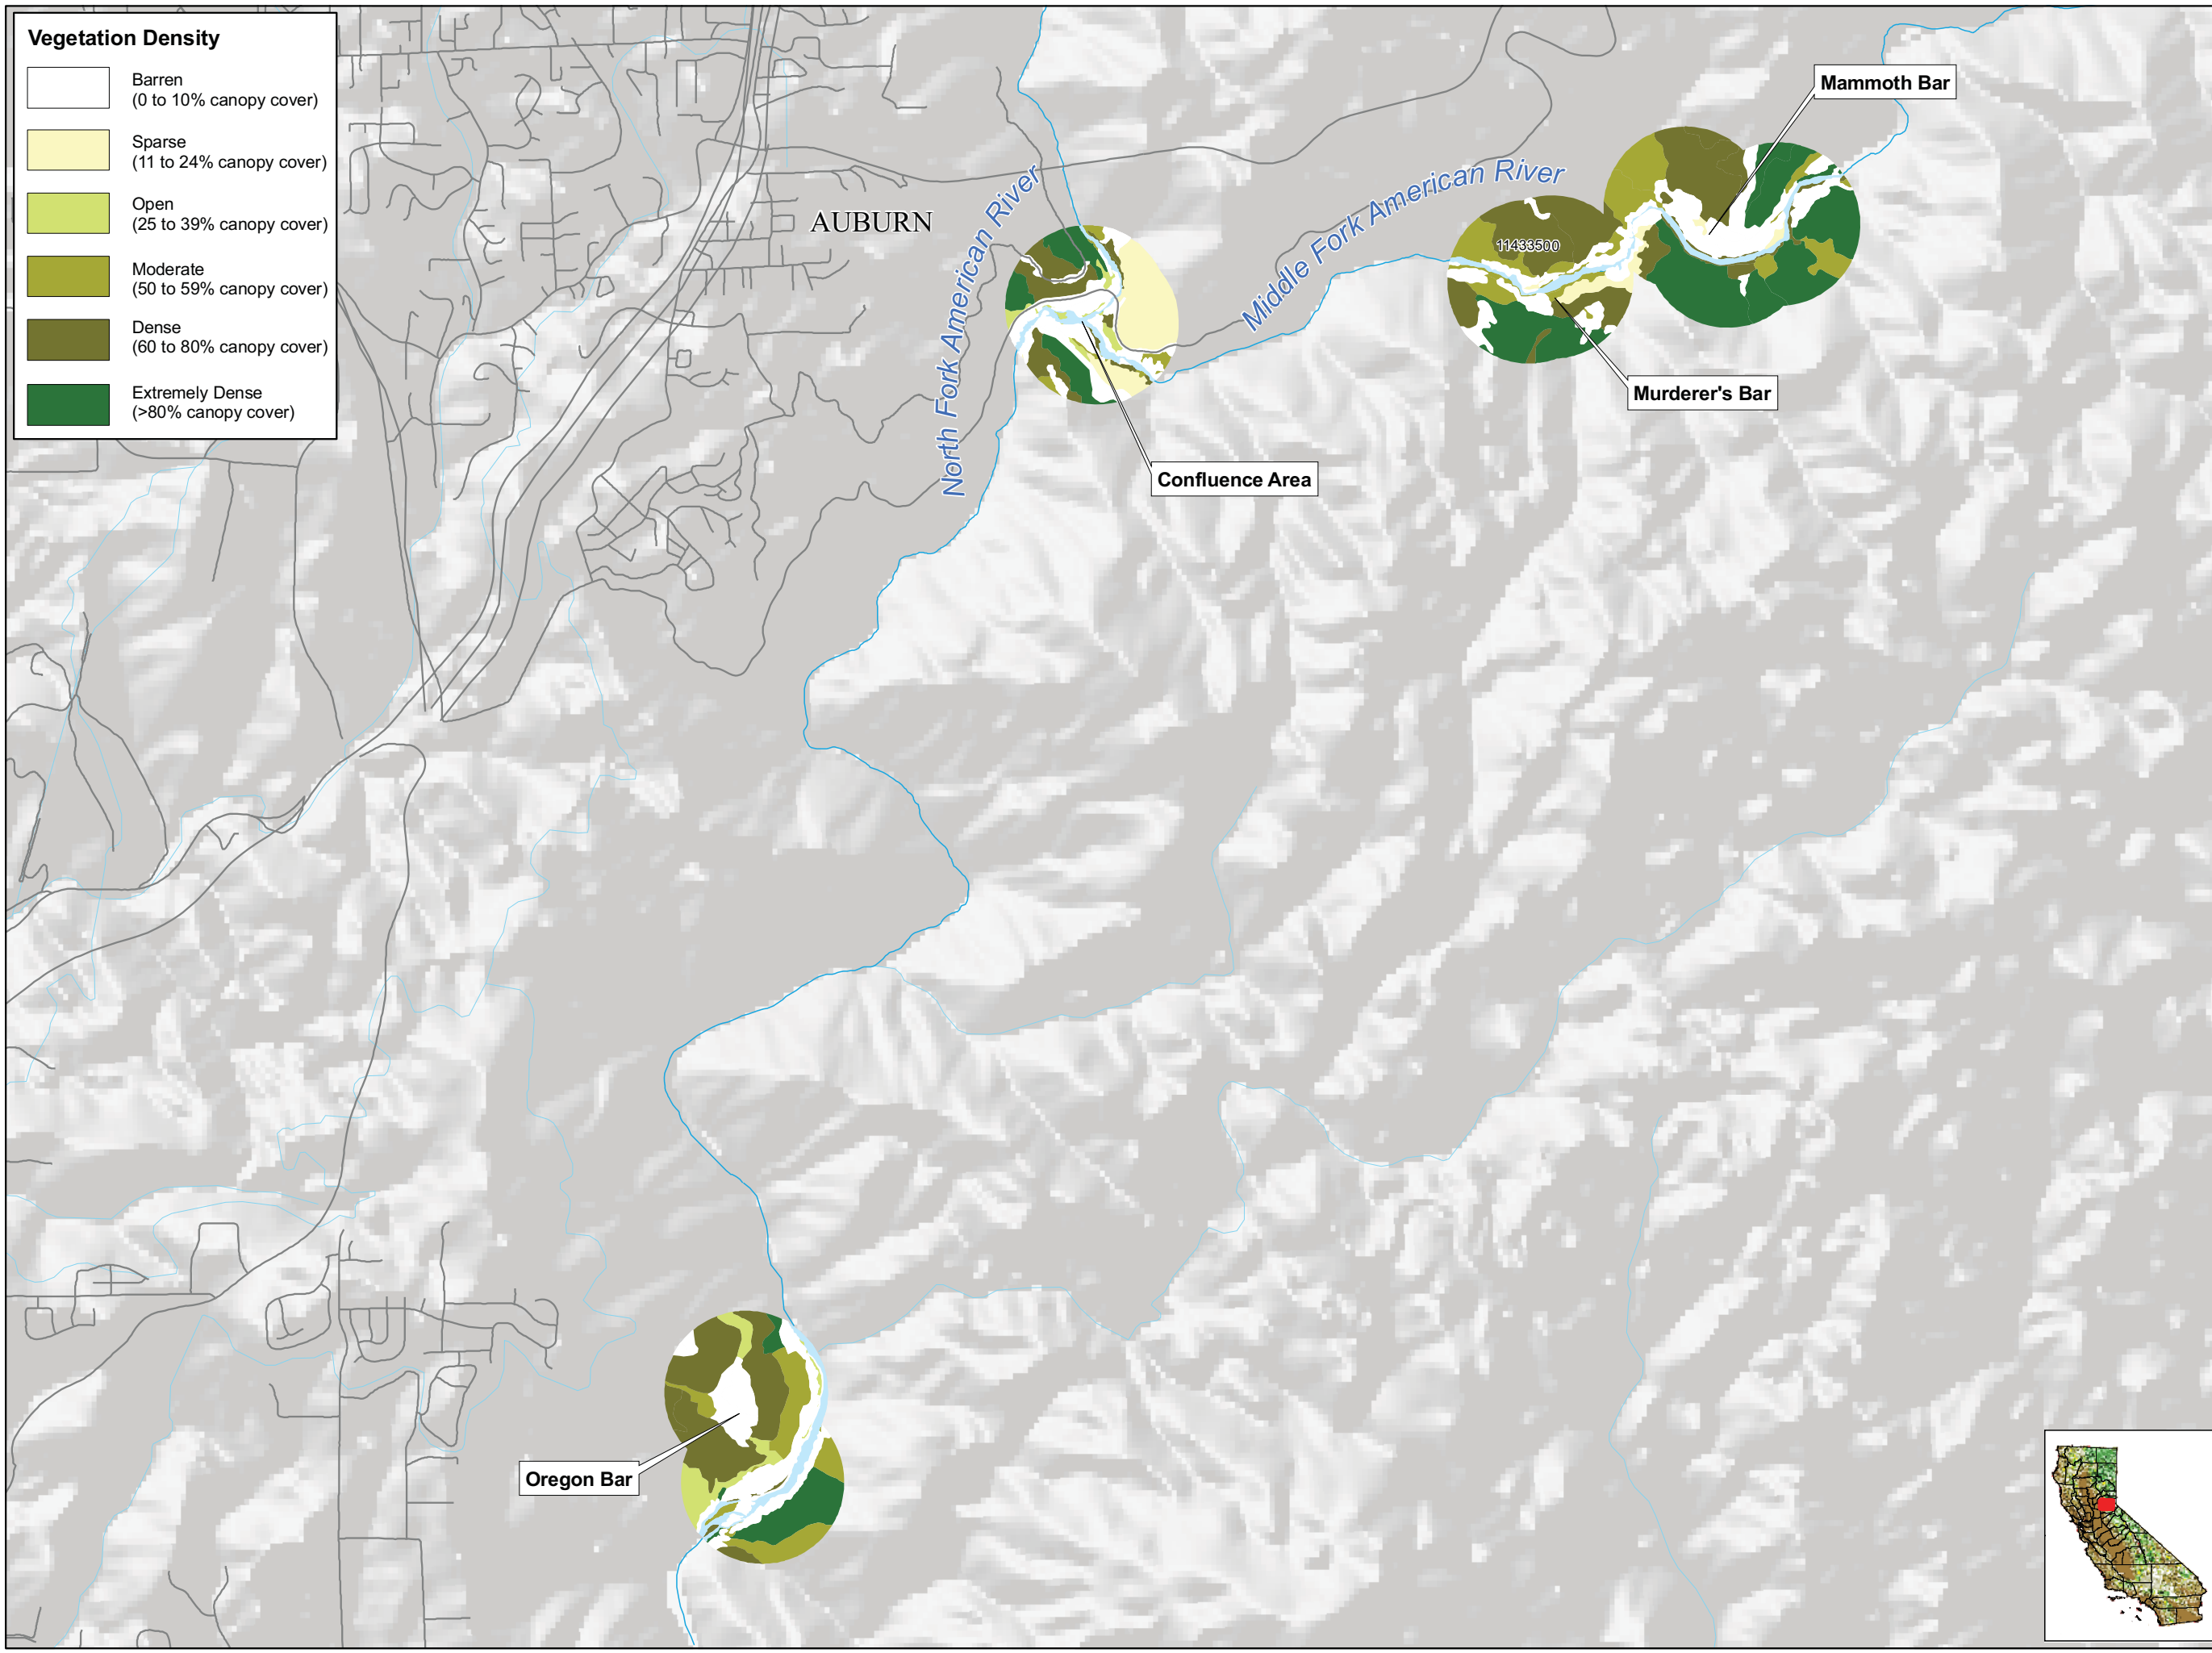 Vegetation Density
Barren
(0 to 10% canopy cover)
Sparse
(11 to 24% canopy cover)
Open
(25 to 39% canopy cover)
Moderate
(50 to 59% canopy cover)
Dense
(60 to 80% canopy cover)
Extremely Dense
(>80% canopy cover)
Mammoth Bar
AUBURN
North Fork American River
Middle Fork American River
11433500
Murderer's Bar
Confluence Area
Oregon Bar